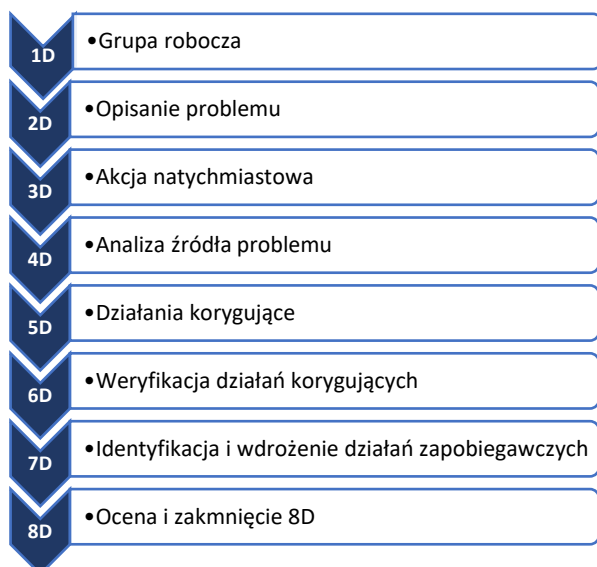 1D
•Grupa robocza
2D
•Opisanie problemu
3D
•Akcja natychmiastowa
4D
•Analiza źródła problemu
5D
•Działania korygujące
6D
•Weryfikacja działań korygujących
7D
•Identyfikacja i wdrożenie działań zapobiegawczych
8D
•Ocena i zakmnięcie 8D